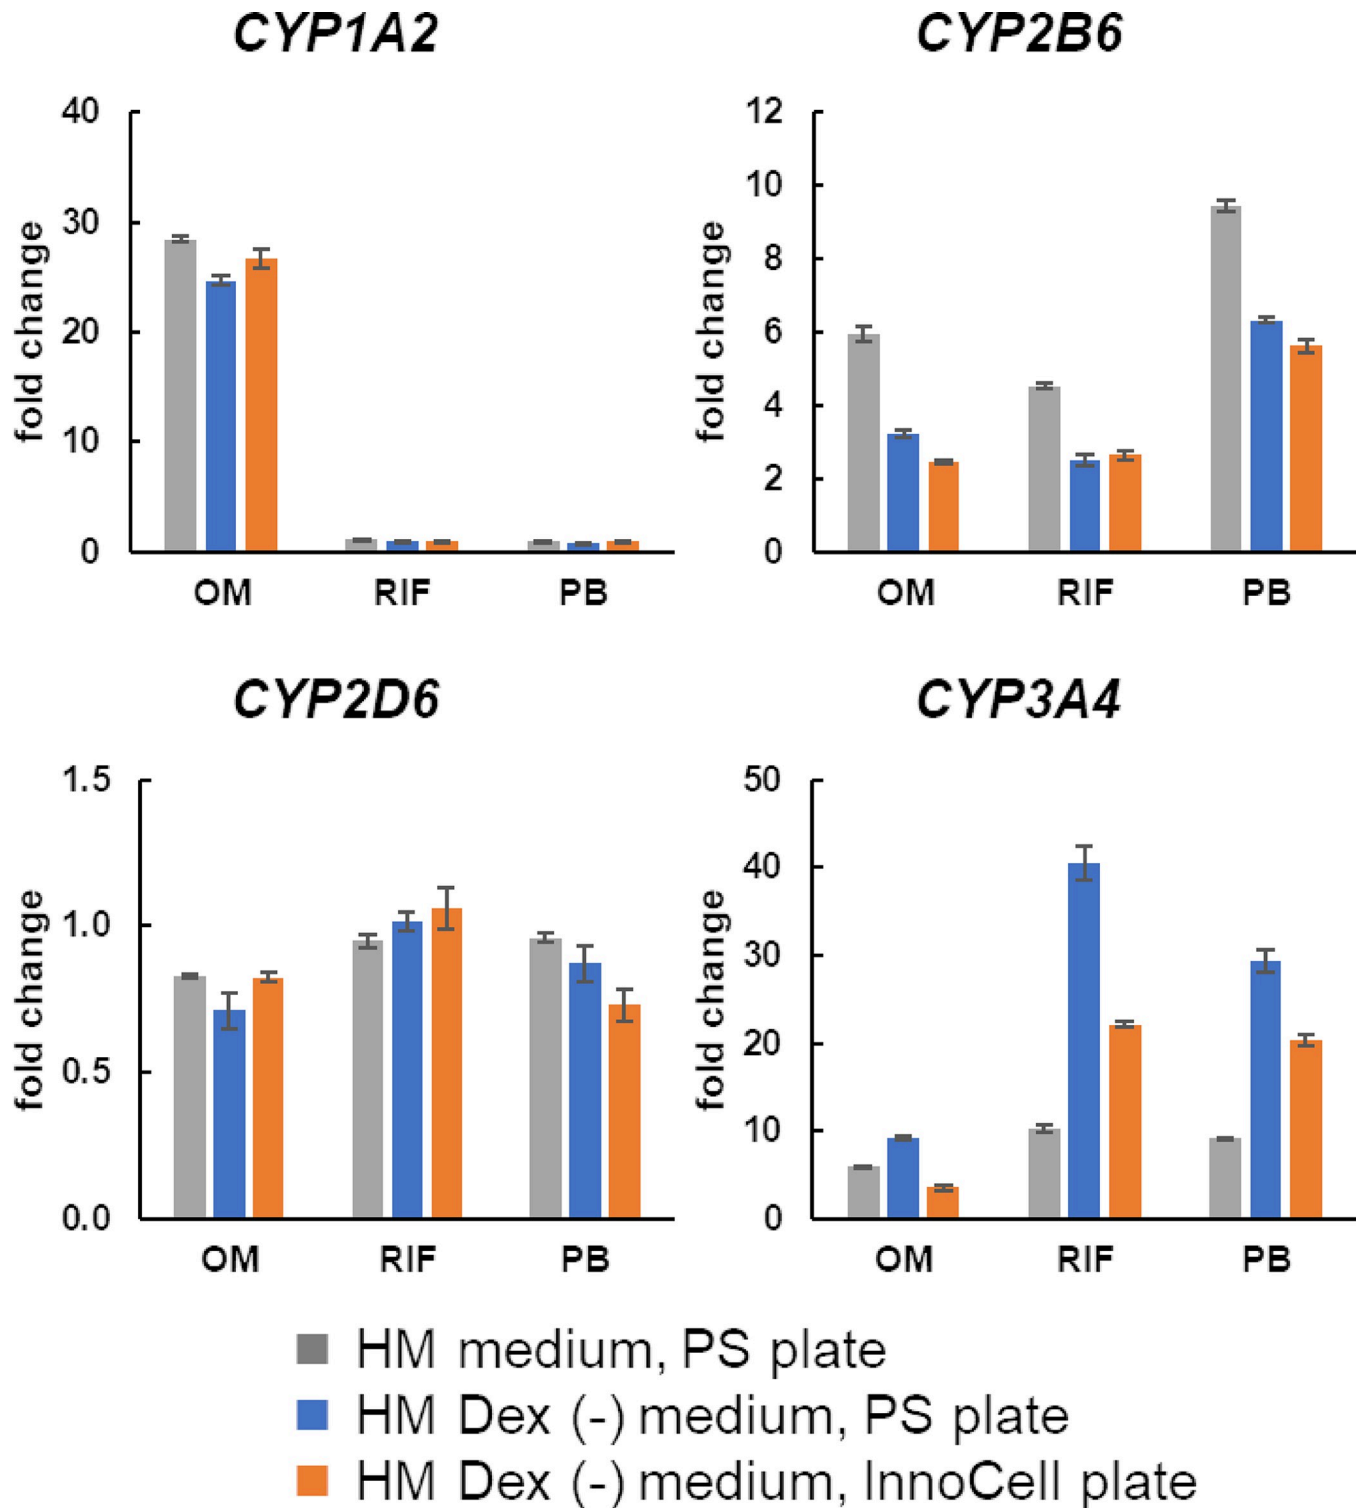 CYP1A2
40
30
20
10
0
fold change
OM RIF PB
CYP2B6
12
10
8
6
4
2
0
fold change
OM RIF PB
CYP2D6
1.5
1.0
0.5
0.0
fold change
OM RIF PB
CYP3A4
50
40
30
20
10
0
fold change
OM RIF PB
HM medium, PS plate
HM Dex (-) medium, PS plate
HM Dex (-) medium, InnoCell plate